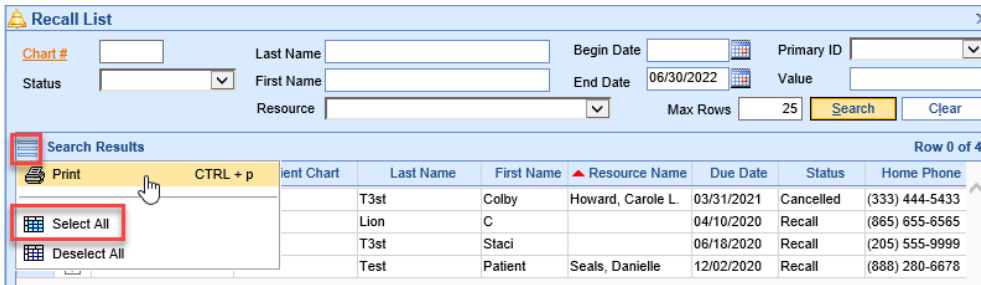 Recall List
Chart # Last Name Begin Date Primary ID
Status First Name End Date 06/30/2022 Value
Resource Max Rows 25 Search Clear
Search Results Row 0 of 4
Print CTRL + p ient Chart Last Name First Name Resource Name Due Date Status Home Phone
T3st Colby Howard, Carole L. 03/31/2021 Cancelled (333) 444-5433
Select All Lion C 04/10/2020 Recall (865) 655-6565
Deselect All T3st Staci 06/18/2020 Recall (205) 555-9999
Test Patient Seals, Danielle 12/02/2020 Recall (888) 280-6678